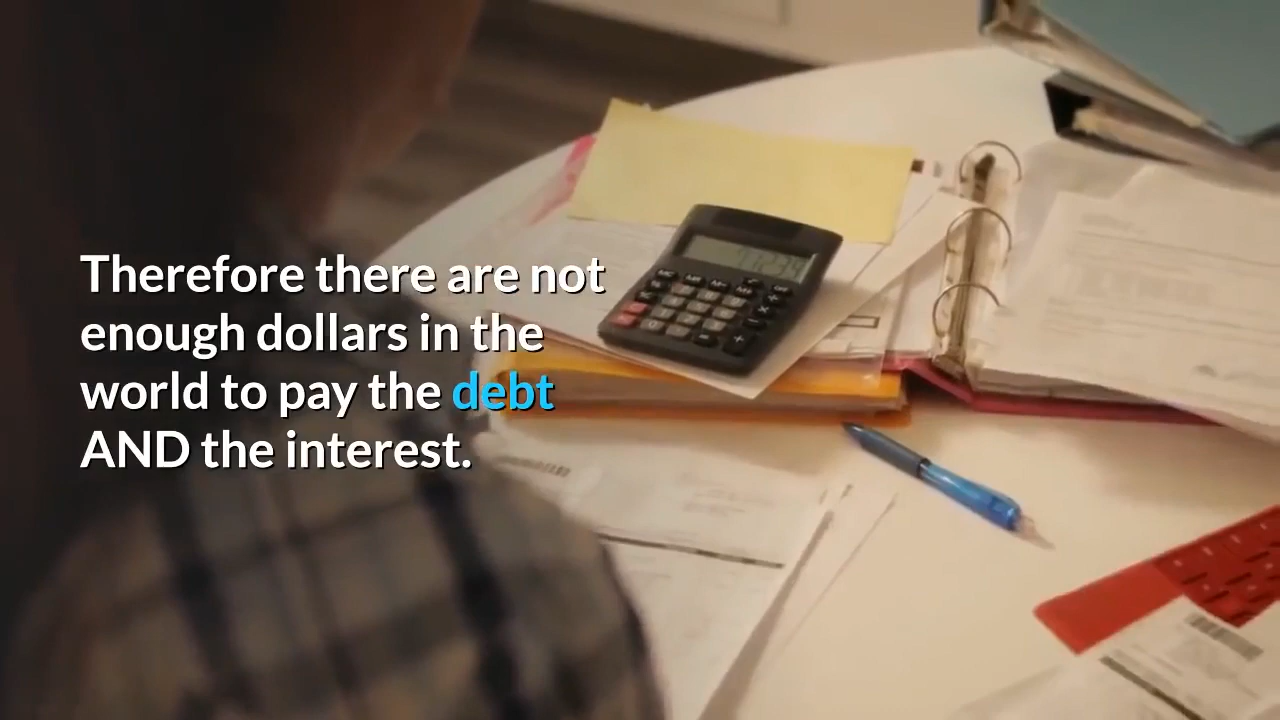 Therefore there are not
enough dollars in the
world to pay the debt
AND the interest.